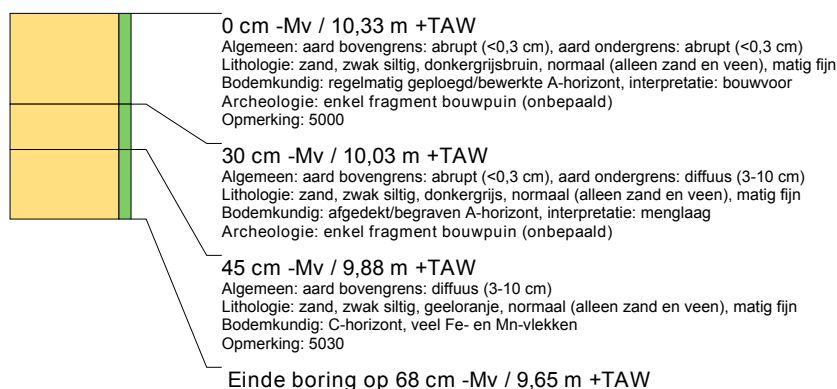 0 cm -Mv / 10,33 m +TAW
Algemeen: aard bovengrens: abrupt (<0,3 cm), aard ondergrens: abrupt (<0,3 cm)
Lithologie: zand, zwak siltig, donkergrijsbruin, normaal (alleen zand en veen), matig fijn
Bodemkundig: regelmatig geploegd/bewerkte A-horizont, interpretatie: bouwvoor
Archeologie: enkel fragment bouwpuin (onbepaald)
Opmerking: 5000
30 cm -Mv / 10,03 m +TAW
Algemeen: aard bovengrens: abrupt (<0,3 cm), aard ondergrens: diffuus (3-10 cm)
Lithologie: zand, zwak siltig, donkergrijs, normaal (alleen zand en veen), matig fijn
Bodemkundig: afgedekt/begraven A-horizont, interpretatie: menglaag
Archeologie: enkel fragment bouwpuin (onbepaald)
45 cm -Mv / 9,88 m +TAW
Algemeen: aard bovengrens: diffuus (3-10 cm)
Lithologie: zand, zwak siltig, geeloranje, normaal (alleen zand en veen), matig fijn
Bodemkundig: C-horizont, veel Fe- en Mn-vlekken
Opmerking: 5030
Einde boring op 68 cm -Mv / 9,65 m +TAW